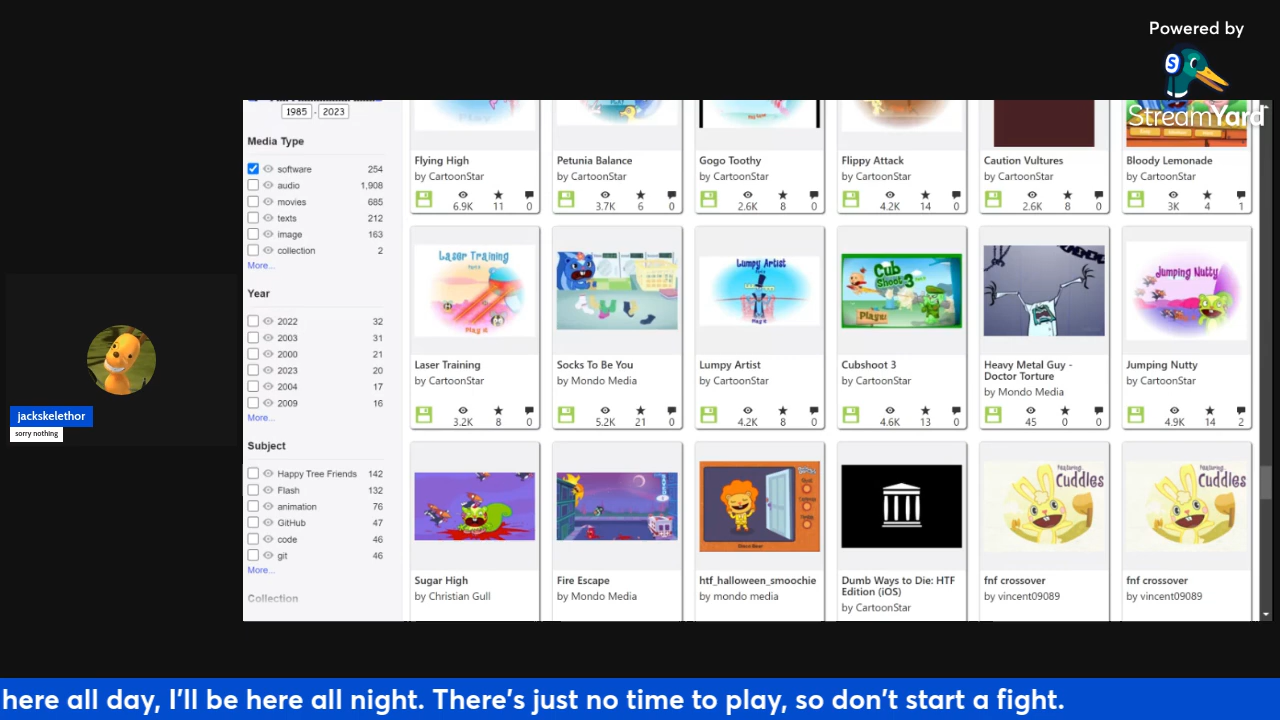 Powered by
StreamYard
1985 - 2023
Media Type
software 254
audio 1,908
movies 685
texts 212
image 163
collection 2
More...
Year
2022 32
2003 31
2000 21
2023 20
2004 17
2009 16
More...
Subject
Happy Tree Friends 142
Flash 132
animation 76
GitHub 47
code 46
git 46
More...
Collection
Flying High
by CartoonStar
6.9K 11 0
Petunia Balance
by CartoonStar
3.7K 6 0
Gogo Toothy
by CartoonStar
2.6K 8 0
Flippy Attack
by CartoonStar
4.2K 14 0
Caution Vultures
by CartoonStar
2.6K 8 0
Bloody Lemonade
by CartoonStar
3K 4 1
Laser Training
Play it
Laser Training
by CartoonStar
3.2K 8 0
Socks To Be You
by Mondo Media
5.2K 21 0
Lumpy Artist
Play it
Lumpy Artist
by CartoonStar
4.2K 8 0
Cub Shoot 3
Play!
Cubshoot 3
by CartoonStar
4.6K 13 0
Heavy Metal Guy -
Doctor Torture
by Mondo Media
45 0 0
Jumping Nutty
Jumping Nutty
by CartoonStar
4.9K 14 2
Sugar High
by Christian Gull
Fire Escape
by Mondo Media
htf_halloween_smoochie
by mondo media
Dumb Ways to Die: HTF
Edition (iOS)
by CartoonStar
featuring
Cuddles
fnf crossover
by vincent09089
featuring
Cuddles
fnf crossover
by vincent09089
jackskelethor
sorry nothing
here all day, I'll be here all night. There's just no time to play, so don't start a fight.